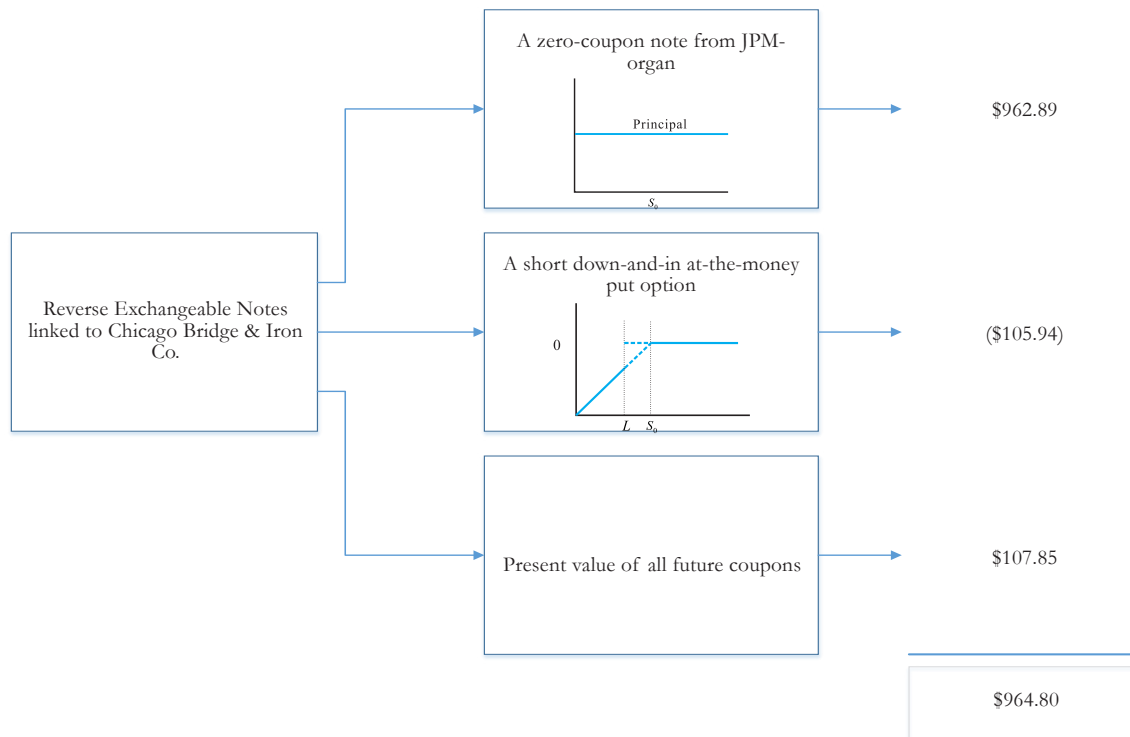 A zero-coupon note from JPM-
organ
Principal
S₀
$962.89
Reverse Exchangeable Notes
linked to Chicago Bridge & Iron
Co.
A short down-and-in at-the-money
put option
0
L S₀
($105.94)
Present value of all future coupons
$107.85
$964.80